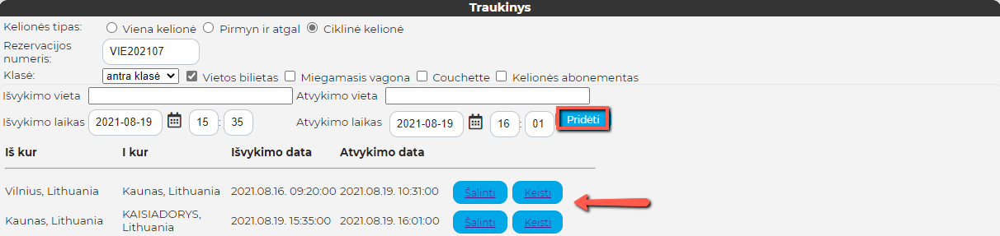 Traukinys
Kelionės tipas: Viena kelionė Pirmyn ir atgal Ciklinė kelionė
Rezervacijos numeris: VIE202107
Klasė: antra klasė Vietos bilietas Miegamasis vagona Couchette Kelionės abonementas
Išvykimo vieta Atvykimo vieta
Išvykimo laikas 2021-08-19 15 : 35 Atvykimo laikas 2021-08-19 16 : 01 Pridėti
Iš kur I kur Išvykimo data Atvykimo data
Vilnius, Lithuania Kaunas, Lithuania 2021.08.16. 09:20:00 2021.08.19. 10:31:00 Šalinti Keisti
Kaunas, Lithuania KAISIADORYS, Lithuania 2021.08.19. 15:35:00 2021.08.19. 16:01:00 Šalinti Keisti